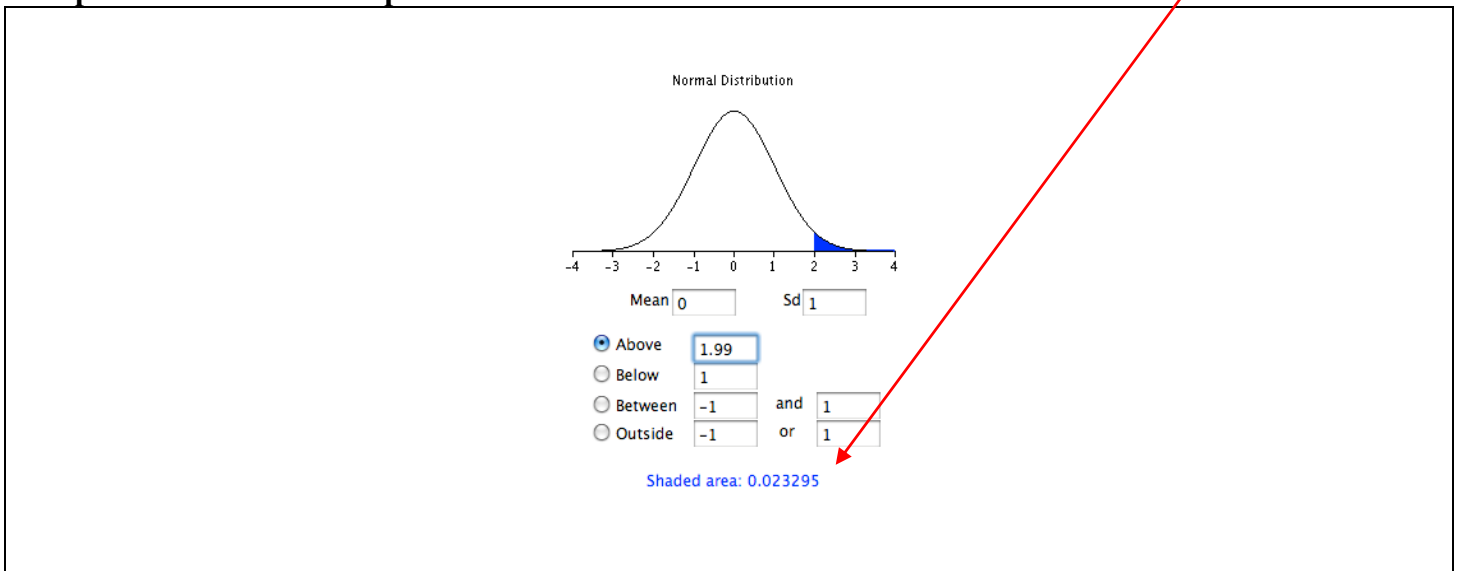 Normal Distribution
-4 -3 -2 -1 0 1 2 3 4
Mean 0 Sd 1
Above 1.99
Below 1
Between -1 and 1
Outside -1 or 1
Shaded area: 0.023295